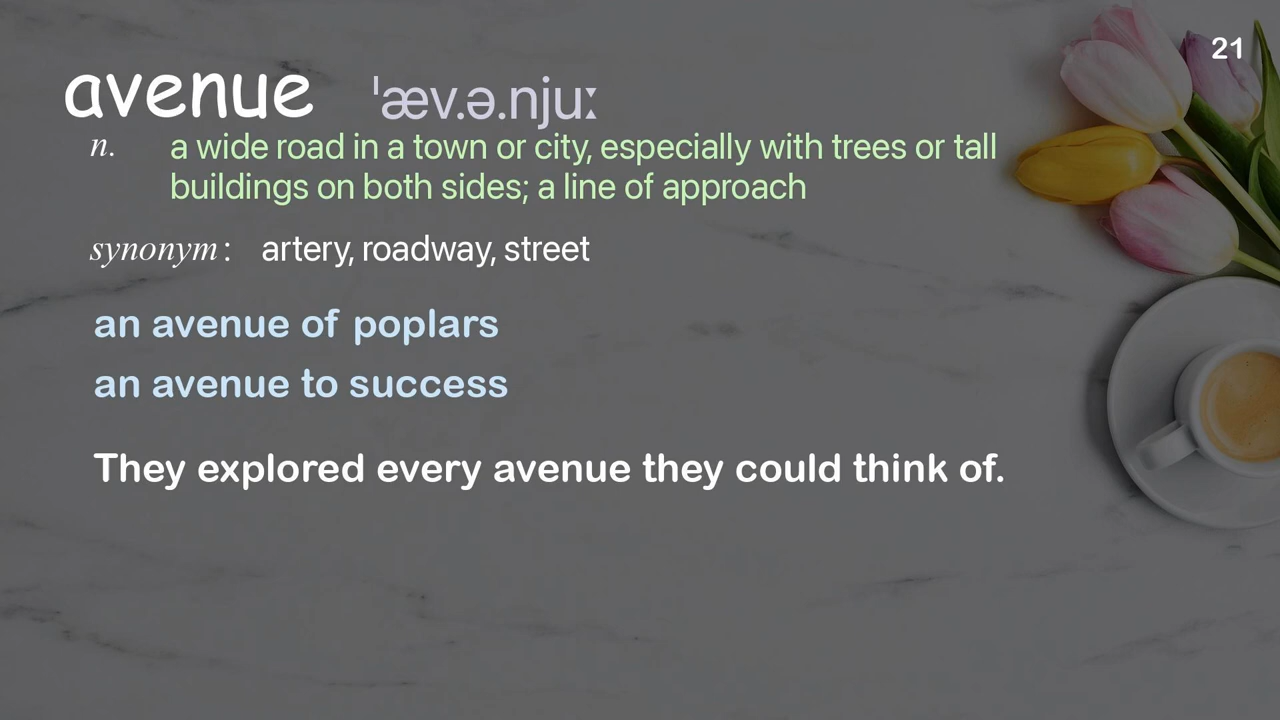 21
avenue ˈæv.ə.njuː
n. a wide road in a town or city, especially with trees or tall
buildings on both sides; a line of approach
synonym: artery, roadway, street
an avenue of poplars
an avenue to success
They explored every avenue they could think of.